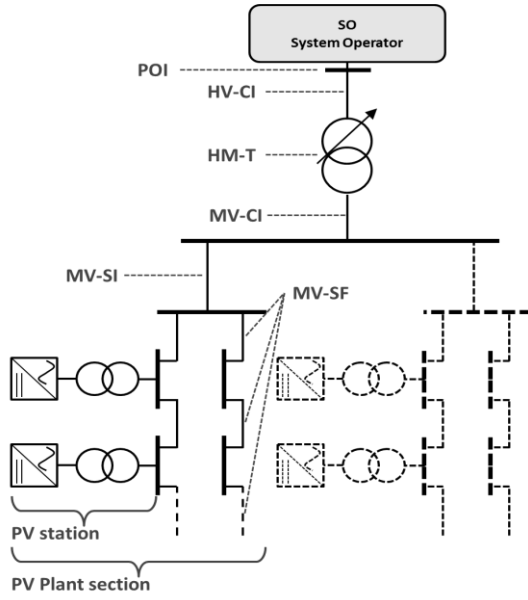 SO
System Operator
POI
HV-CI
HM-T
MV-CI
MV-SI
MV-SF
PV station
PV Plant section